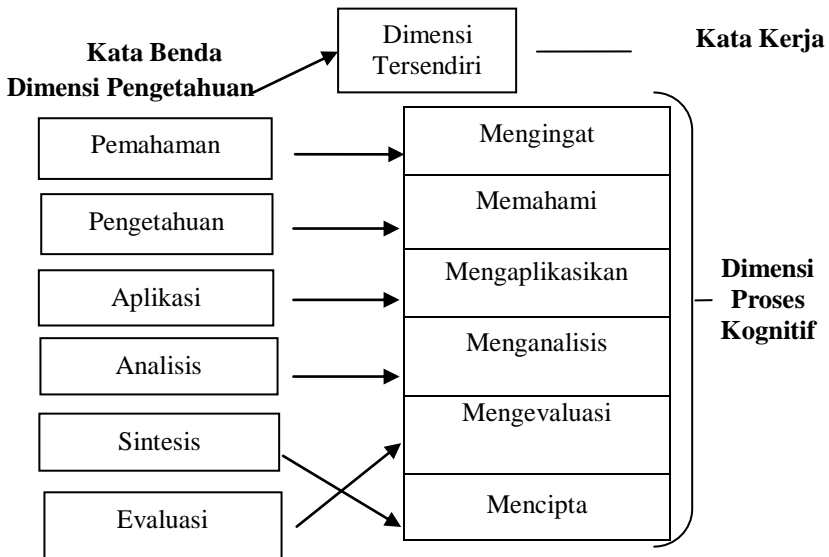 Kata Benda
Dimensi Pengetahuan
Dimensi
Tersendiri
Kata Kerja
Pemahaman
Mengingat
Pengetahuan
Memahami
Aplikasi
Mengaplikasikan
Analisis
Menganalisis
Sintesis
Mengevaluasi
Evaluasi
Mencipta
Dimensi
Proses
Kognitif